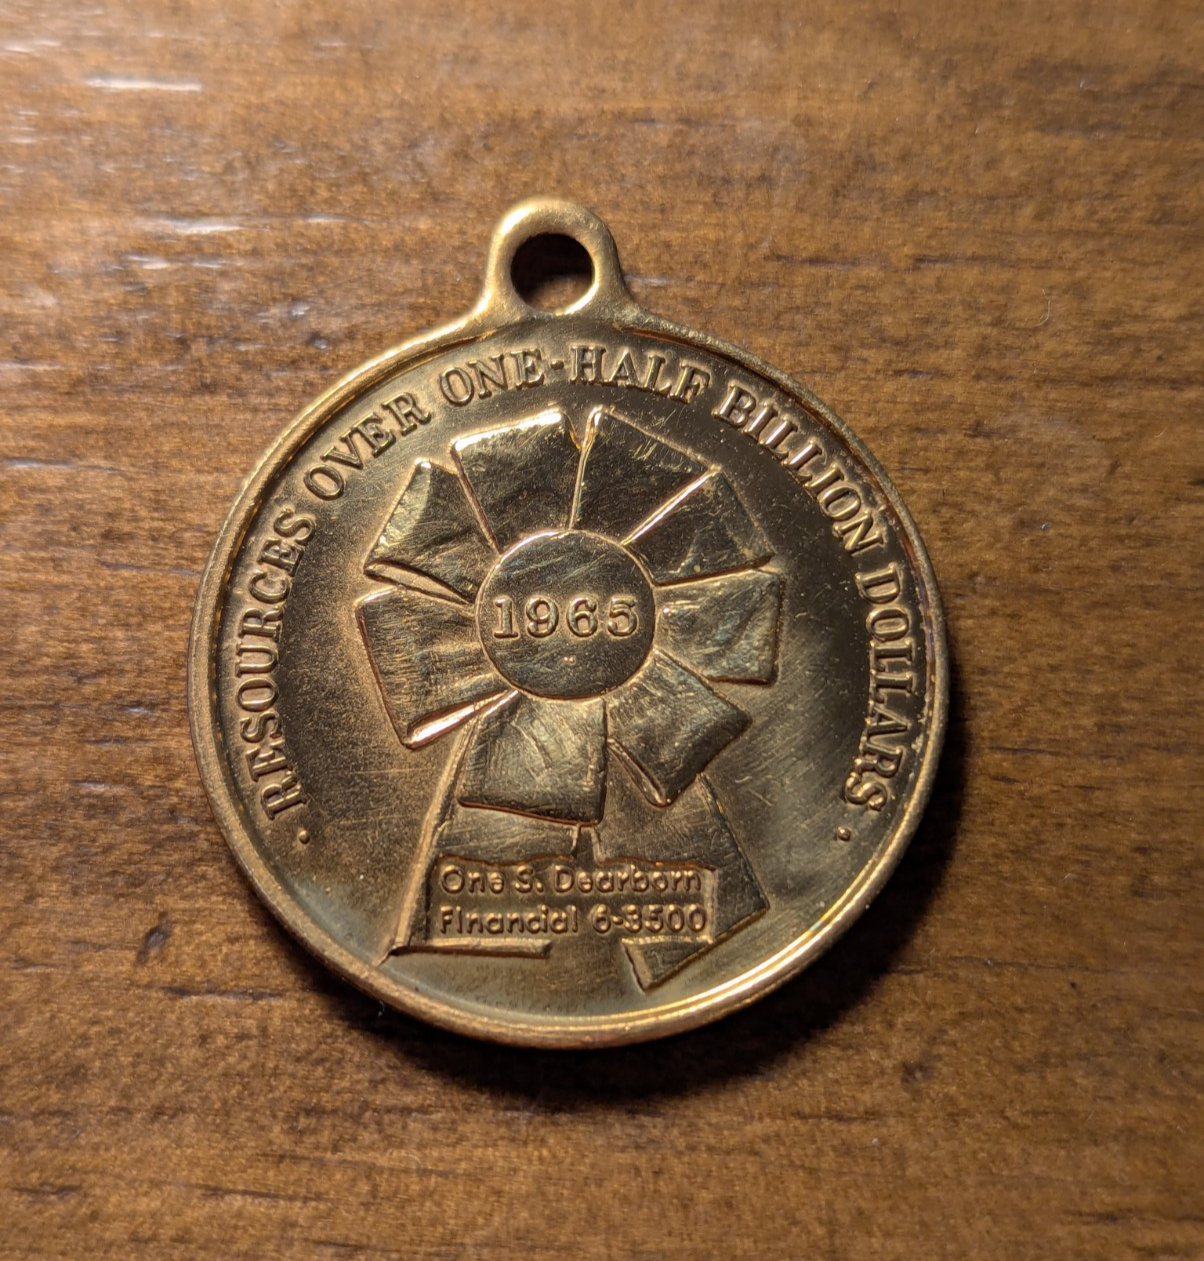 · RESOURCES OVER ONE-HALF BILLION DOLLARS ·
1965
One S. Dearborn
Financial 6-3500